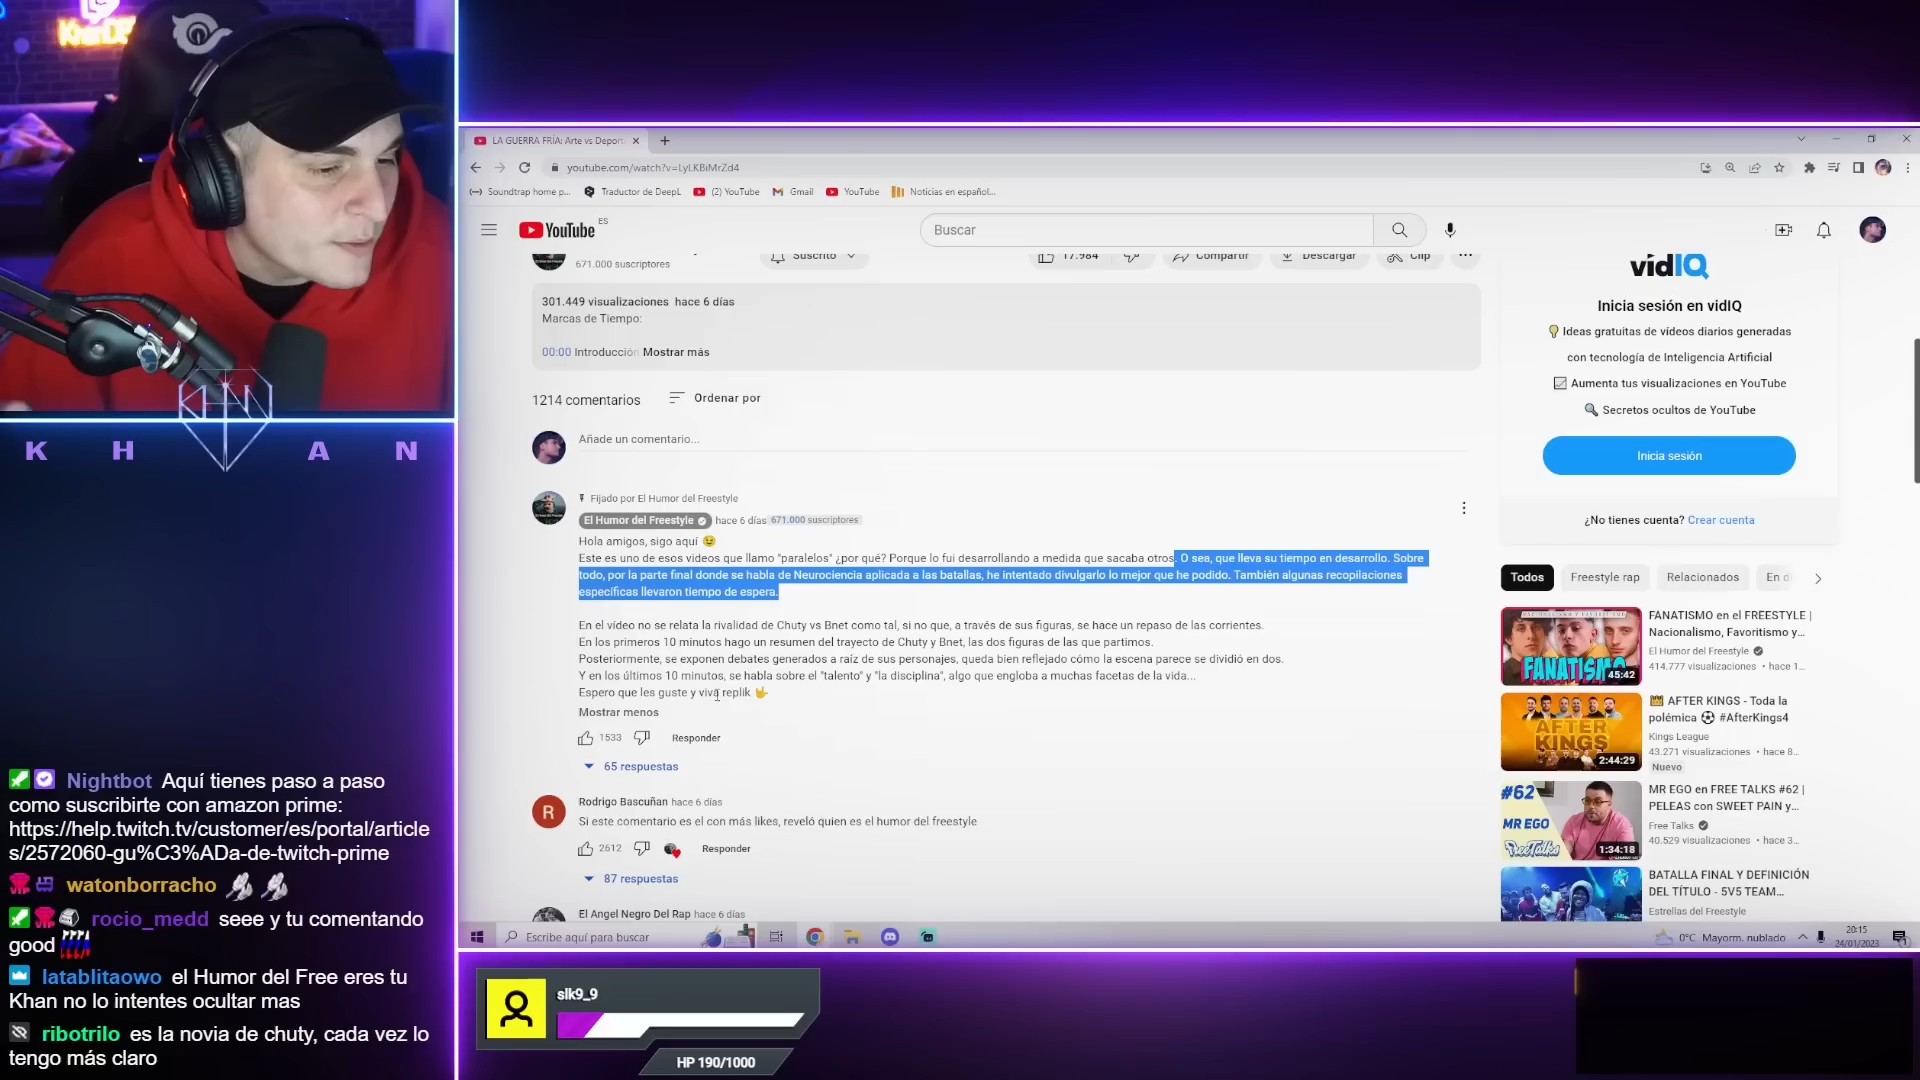 KhanDE
KHAN
K H A N
Nightbot Aquí tienes paso a paso
como suscribirte con amazon prime:
https://help.twitch.tv/customer/es/portal/article
s/2572060-gu%C3%ADa-de-twitch-prime
watonborracho
rocio_medd seee y tu comentando
good
latablitaowo el Humor del Free eres tu
Khan no lo intentes ocultar mas
ribotrilo es la novia de chuty, cada vez lo
tengo más claro
LA GUERRA FRÍA: Arte vs Deport
youtube.com/watch?v=LyLKBiMrZd4
Soundtrap home p...
Traductor de DeepL
(2) YouTube
Gmail
YouTube
Noticias en español...
YouTube ES
Buscar
671.000 suscriptores
Suscrito
17.984
Compartir
Descargar
Clip
301.449 visualizaciones hace 6 días
Marcas de Tiempo:
00:00 Introducción Mostrar más
1214 comentarios
Ordenar por
Añade un comentario...
Fijado por El Humor del Freestyle
El Humor del Freestyle hace 6 días 671.000 suscriptores
Hola amigos, sigo aquí 😉
Este es uno de esos videos que llamo "paralelos" ¿por qué? Porque lo fui desarrollando a medida que sacaba otros. O sea, que lleva su tiempo en desarrollo. Sobre
todo, por la parte final donde se habla de Neurociencia aplicada a las batallas, he intentado divulgarlo lo mejor que he podido. También algunas recopilaciones
específicas llevaron tiempo de espera.
En el vídeo no se relata la rivalidad de Chuty vs Bnet como tal, si no que, a través de sus figuras, se hace un repaso de las corrientes.
En los primeros 10 minutos hago un resumen del trayecto de Chuty y Bnet, las dos figuras de las que partimos.
Posteriormente, se exponen debates generados a raíz de sus personajes, queda bien reflejado cómo la escena parece se dividió en dos.
Y en los últimos 10 minutos, se habla sobre el "talento" y "la disciplina", algo que engloba a muchas facetas de la vida...
Espero que les guste y viva replik 🤟
Mostrar menos
1533
Responder
65 respuestas
R
Rodrigo Bascuñan hace 6 días
Si este comentario es el con más likes, reveló quien es el humor del freestyle
2612
Responder
87 respuestas
El Angel Negro Del Rap hace 6 días
vidIQ
Inicia sesión en vidIQ
Ideas gratuitas de vídeos diarios generadas
con tecnología de Inteligencia Artificial
Aumenta tus visualizaciones en YouTube
Secretos ocultos de YouTube
Inicia sesión
¿No tienes cuenta? Crear cuenta
Todos
Freestyle rap
Relacionados
En d
FANATISMO
45:42
FANATISMO en el FREESTYLE |
Nacionalismo, Favoritismo y...
El Humor del Freestyle
414.777 visualizaciones • hace 1...
AFTER
KINGS
2:44:29
AFTER KINGS - Toda la
polémica ⚽ #AfterKings4
Kings League
43.271 visualizaciones • hace 8...
Nuevo
#62
MR EGO
FreeTalks
1:34:18
MR EGO en FREE TALKS #62 |
PELEAS con SWEET PAIN y...
Free Talks
40.529 visualizaciones • hace 3...
BATALLA FINAL Y DEFINICIÓN
DEL TÍTULO - 5V5 TEAM...
Estrellas del Freestyle
Escribe aquí para buscar
0°C Mayorm. nublado
20:15
24/01/2023
slk9_9
HP 190/1000